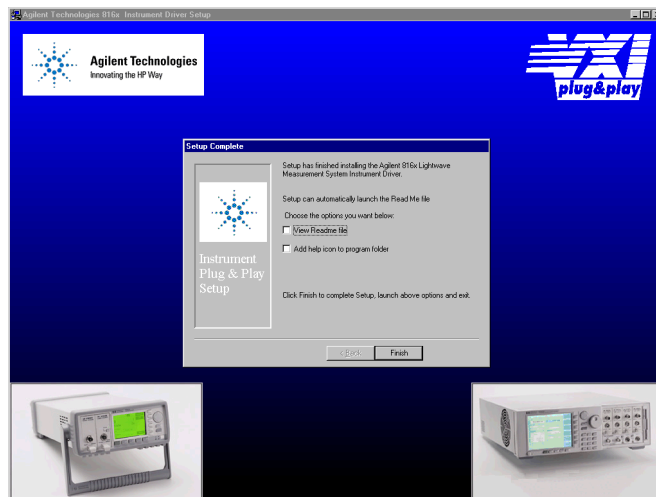 Agilent Technologies 816x Instrument Driver Setup
Agilent Technologies
Innovating the HP Way
VXI
plug&play
Setup Complete
Setup has finished installing the Agilent 816x Lightwave
Measurement System Instrument Driver.
Setup can automatically launch the Read Me file
Choose the options you want below:
View Readme file
Add help icon to program folder
Instrument
Plug & Play
Setup
Click Finish to complete Setup, launch above options and exit.
< Back
Finish